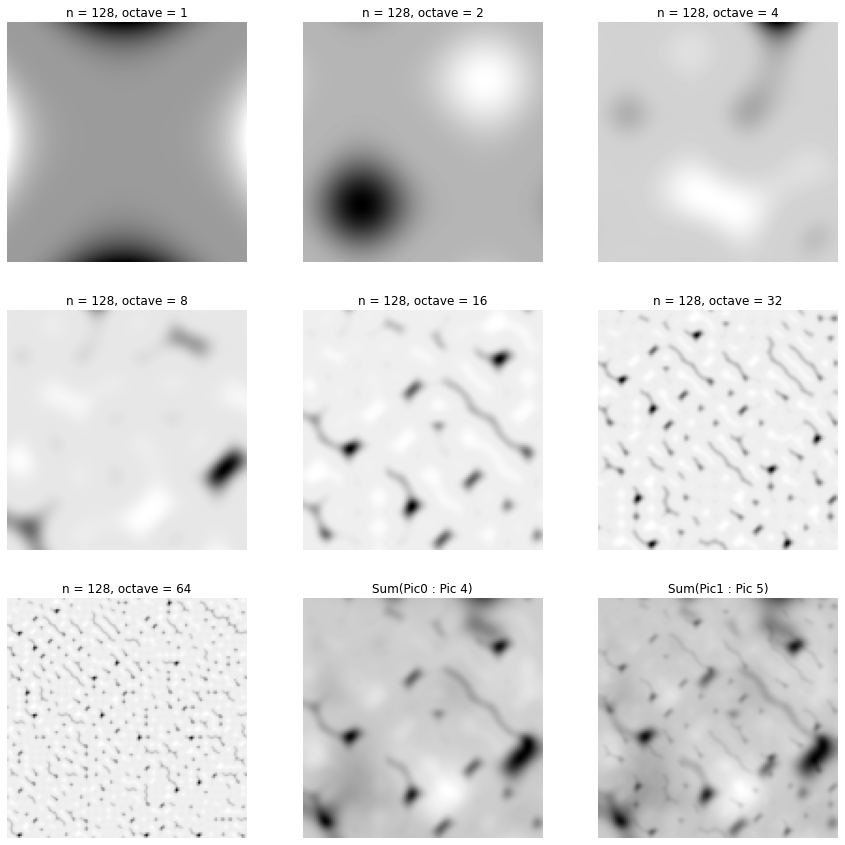 n = 128, octave = 1
n = 128, octave = 2
n = 128, octave = 4
n = 128, octave = 8
n = 128, octave = 16
n = 128, octave = 32
n = 128, octave = 64
Sum(Pic0 : Pic 4)
Sum(Pic1 : Pic 5)